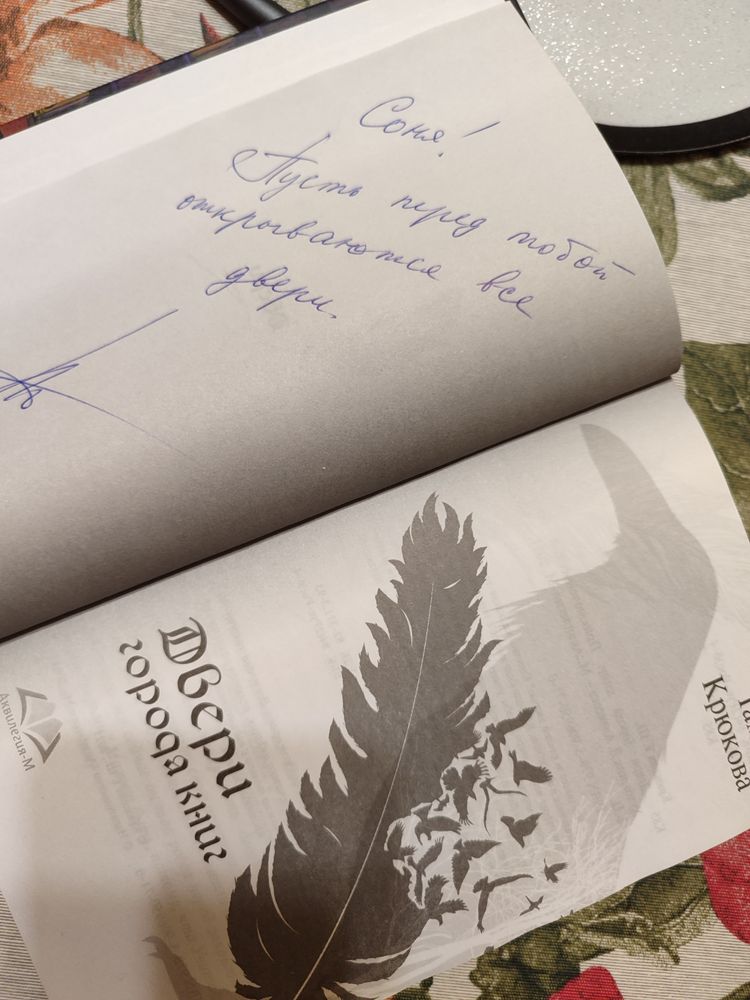 Соня!
Пусть перед тобой
открываются все
двери.
Крюкова
Двери
города книг
Аквилегия-М